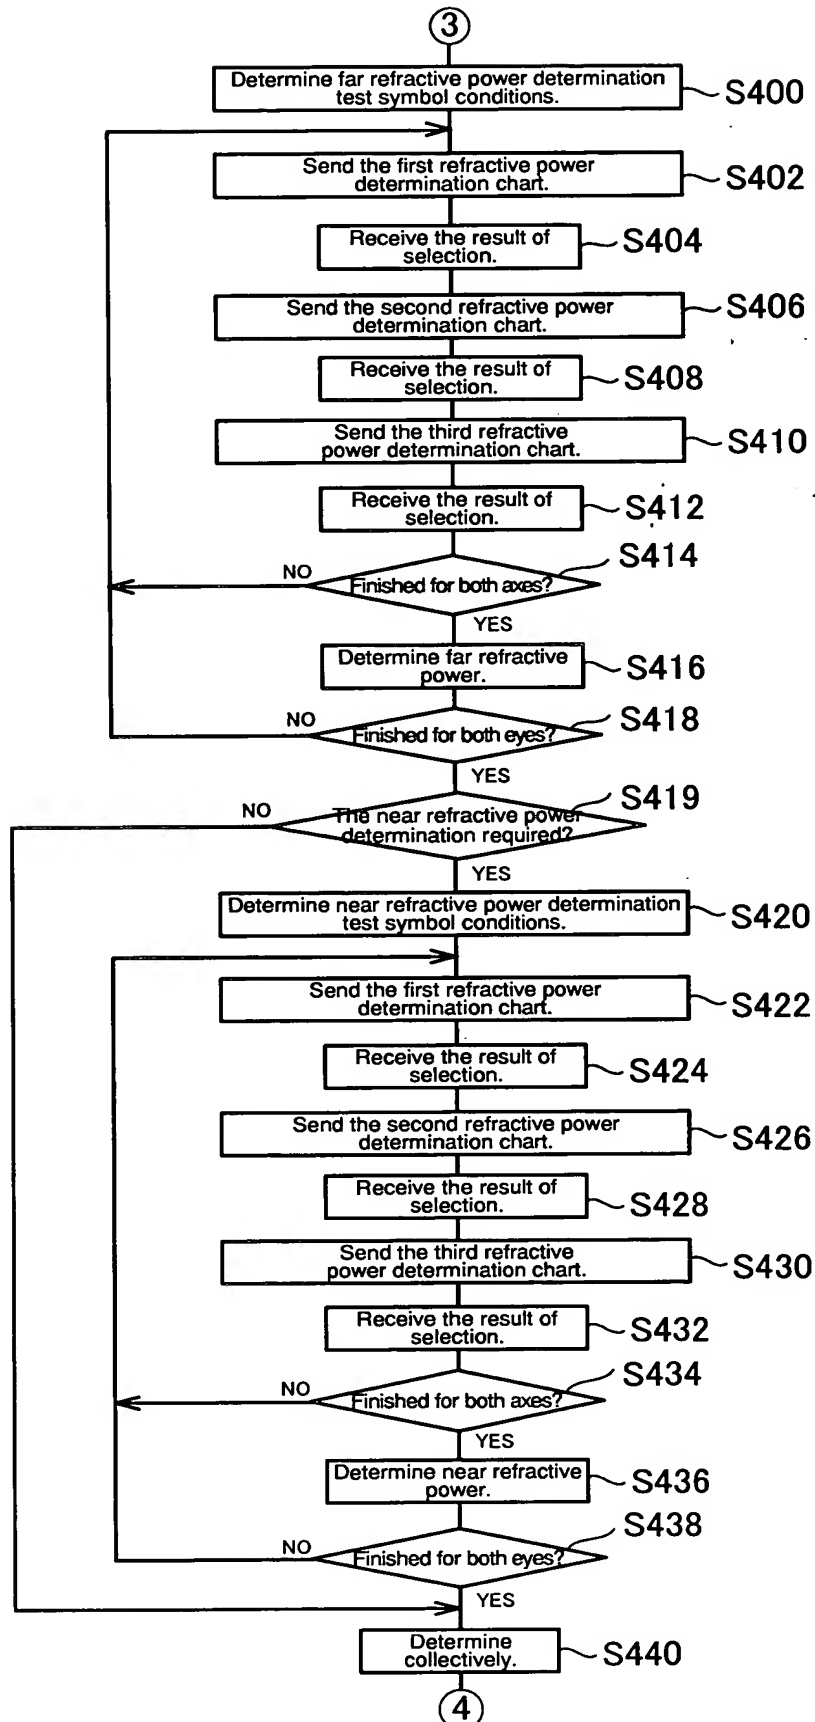 3
Determine far refractive power determination
test symbol conditions.
S400
Send the first refractive power
determination chart.
S402
Receive the result of
selection.
S404
Send the second refractive power
determination chart.
S406
Receive the result of
selection.
S408
Send the third refractive
power determination chart.
S410
Receive the result of
selection.
S412
S414
NO
Finished for both axes?
YES
Determine far refractive
power.
S416
S418
NO
Finished for both eyes?
YES
S419
NO
The near refractive power
determination required?
YES
Determine near refractive power determination
test symbol conditions.
S420
Send the first refractive power
determination chart.
S422
Receive the result of
selection.
S424
Send the second refractive power
determination chart.
S426
Receive the result of
selection.
S428
Send the third refractive
power determination chart.
S430
Receive the result of
selection.
S432
S434
NO
Finished for both axes?
YES
Determine near refractive
power.
S436
S438
NO
Finished for both eyes?
YES
Determine
collectively.
S440
4